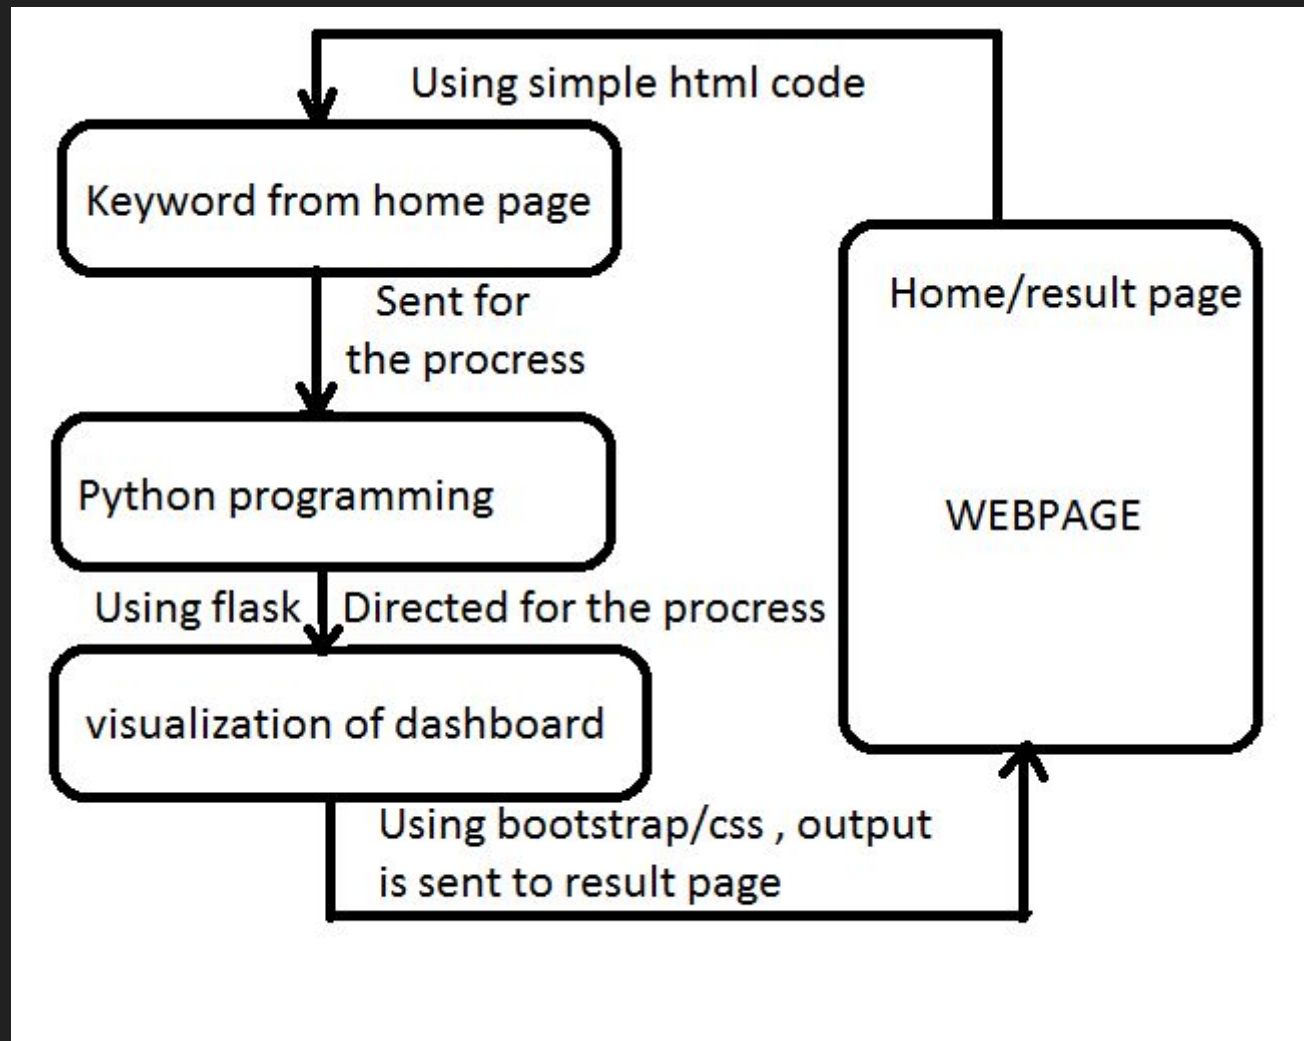 Using simple html code
Keyword from home page
Sent for
the procress
Python programming
Using flask
Directed for the procress
visualization of dashboard
Using bootstrap/css , output
is sent to result page
Home/result page
WEBPAGE